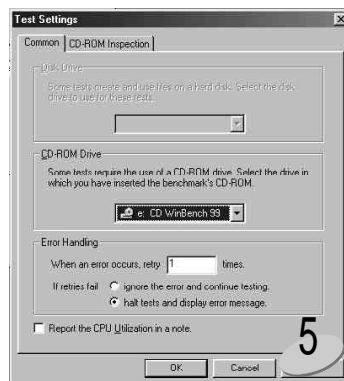 Test Settings
Common
CD-ROM Inspection
Disk Drive
Some tests create and use files on a hard disk. Select the disk
drive to use for these tests.
CD-ROM Drive
Some tests require the use of a CD-ROM drive. Select the drive in
which you have inserted the benchmark's CD-ROM.
e: CD WinBench 99
Error Handling
When an error occurs, retry 1 times.
If retries fail ignore the error and continue testing.
halt tests and display error message.
Report the CPU Utilization in a note.
OK
Cancel
5